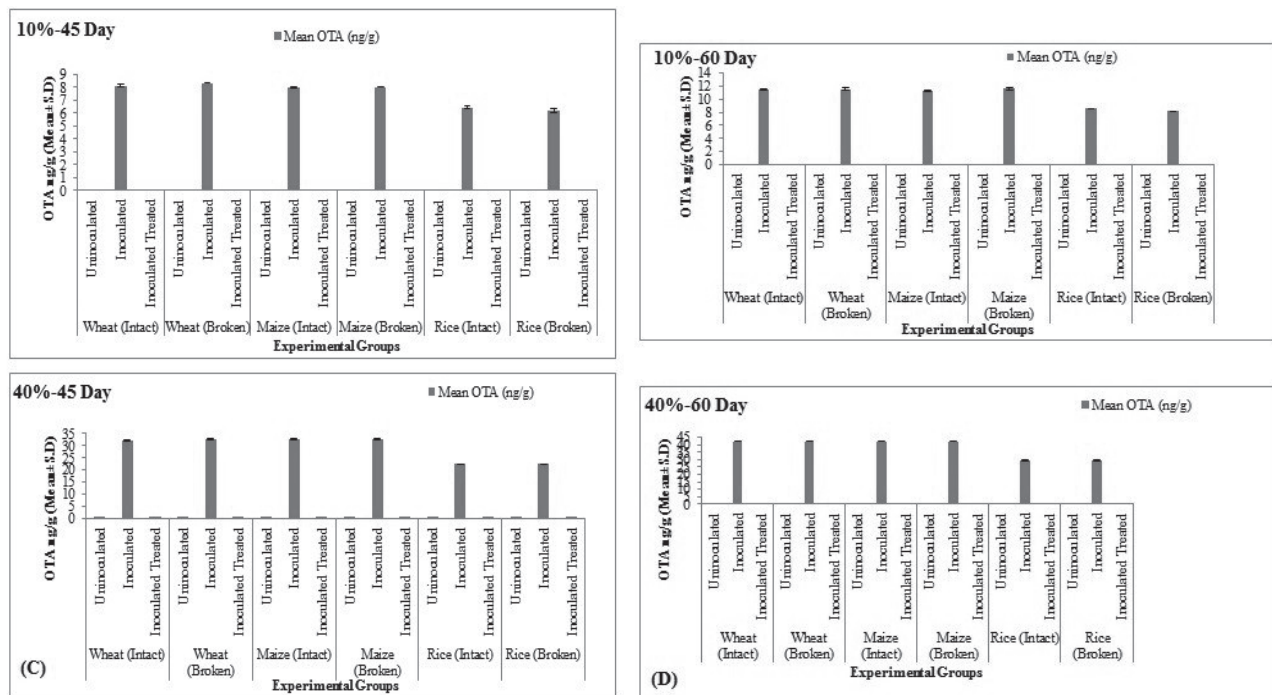 10%-45 Day
Mean OTA (ng/g)
OTA ng/g (Mean± S.D)
9
8
7
6
5
4
3
2
1
0
Uninoculated
Inoculated
Inoculated Treated
Uninoculated
Inoculated
Inoculated Treated
Uninoculated
Inoculated
Inoculated Treated
Uninoculated
Inoculated
Inoculated Treated
Uninoculated
Inoculated
Inoculated Treated
Uninoculated
Inoculated
Inoculated Treated
Wheat (Intact) Wheat (Broken) Maize (Intact) Maize (Broken) Rice (Intact) Rice (Broken)
Experimental Groups
10%-60 Day
Mean OTA (ng/g)
OTA ng/g (Mean± S.D)
14
12
10
8
6
4
2
0
Uninoculated
Inoculated
Inoculated Treated
Uninoculated
Inoculated
Inoculated Treated
Uninoculated
Inoculated
Inoculated Treated
Uninoculated
Inoculated
Inoculated Treated
Uninoculated
Inoculated
Inoculated Treated
Uninoculated
Inoculated
Inoculated Treated
Wheat (Intact) Wheat (Broken) Maize (Intact) Maize (Broken) Rice (Intact) Rice (Broken)
Experimental Groups
40%-45 Day
Mean OTA (ng/g)
OTA ng/g (Mean± S.D)
35
30
25
20
15
10
5
0
Uninoculated
Inoculated
Inoculated Treated
Uninoculated
Inoculated
Inoculated Treated
Uninoculated
Inoculated
Inoculated Treated
Uninoculated
Inoculated
Inoculated Treated
Uninoculated
Inoculated
Inoculated Treated
Uninoculated
Inoculated
Inoculated Treated
Wheat (Intact) Wheat (Broken) Maize (Intact) Maize (Broken) Rice (Intact) Rice (Broken)
Experimental Groups
(C)
40%-60 Day
Mean OTA (ng/g)
OTA ng/g (Mean± S.D)
45
40
35
30
25
20
15
10
5
0
Uninoculated
Inoculated
Inoculated Treated
Uninoculated
Inoculated
Inoculated Treated
Uninoculated
Inoculated
Inoculated Treated
Uninoculated
Inoculated
Inoculated Treated
Uninoculated
Inoculated
Inoculated Treated
Uninoculated
Inoculated
Inoculated Treated
Wheat (Intact) Wheat (Broken) Maize (Intact) Maize (Broken) Rice (Intact) Rice (Broken)
Experimental Groups
(D)